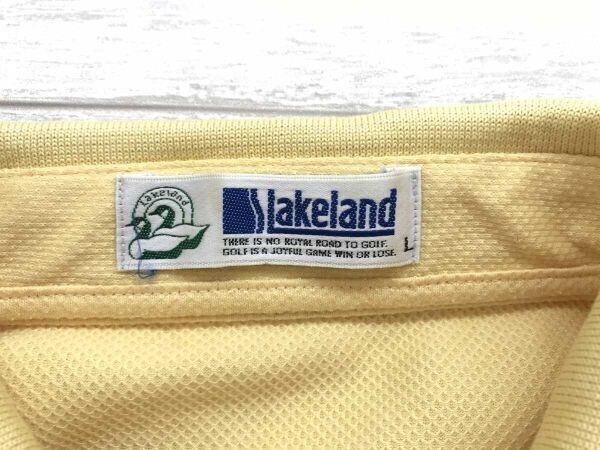 Lakeland
lakeland
THERE IS NO ROYAL ROAD TO GOLF.
GOLF IS A JOYFUL GAME WIN OR LOSE.
L